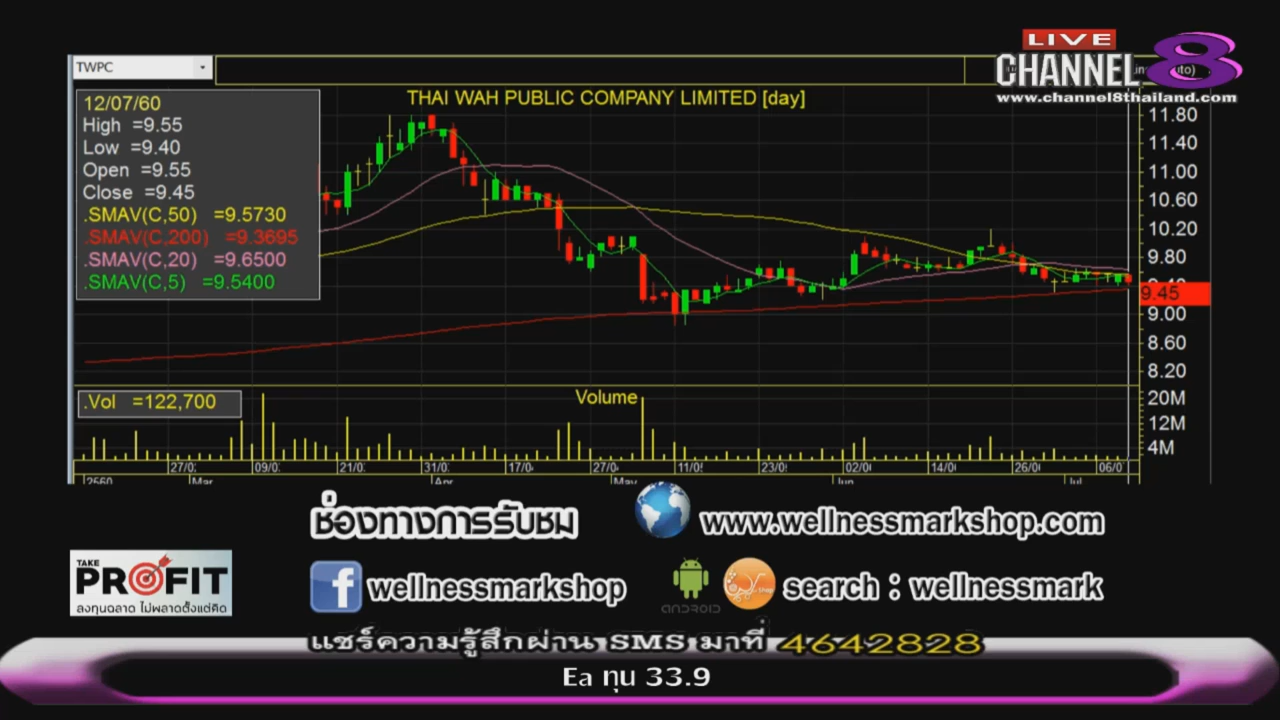 LIVE
CHANNEL 8
www.channel8thailand.com
TWPC
THAI WAH PUBLIC COMPANY LIMITED [day]
12/07/60
High =9.55
Low =9.40
Open =9.55
Close =9.45
.SMAV(C,50) =9.5730
.SMAV(C,200) =9.3695
.SMAV(C,20) =9.6500
.SMAV(C,5) =9.5400
11.80
11.40
11.00
10.60
10.20
9.80
9.45
9.00
8.60
8.20
.Vol =122,700
Volume
20M
12M
4M
27/0 09/0 21/0 31/0 17/0 27/0 11/0 23/0 02/0 14/0 26/0 06/0
2560 Mar Apr May Jun Jul
ช่องทางการรับชม
www.wellnessmarkshop.com
TAKE
PROFIT
ลงทุนฉลาด ไม่พลาดตั้งแต่คิด
wellnessmarkshop
ANDROID
search : wellnessmark
แชร์ความรู้สึกผ่าน SMS มาที่ 4642828
Ea ทุน 33.9